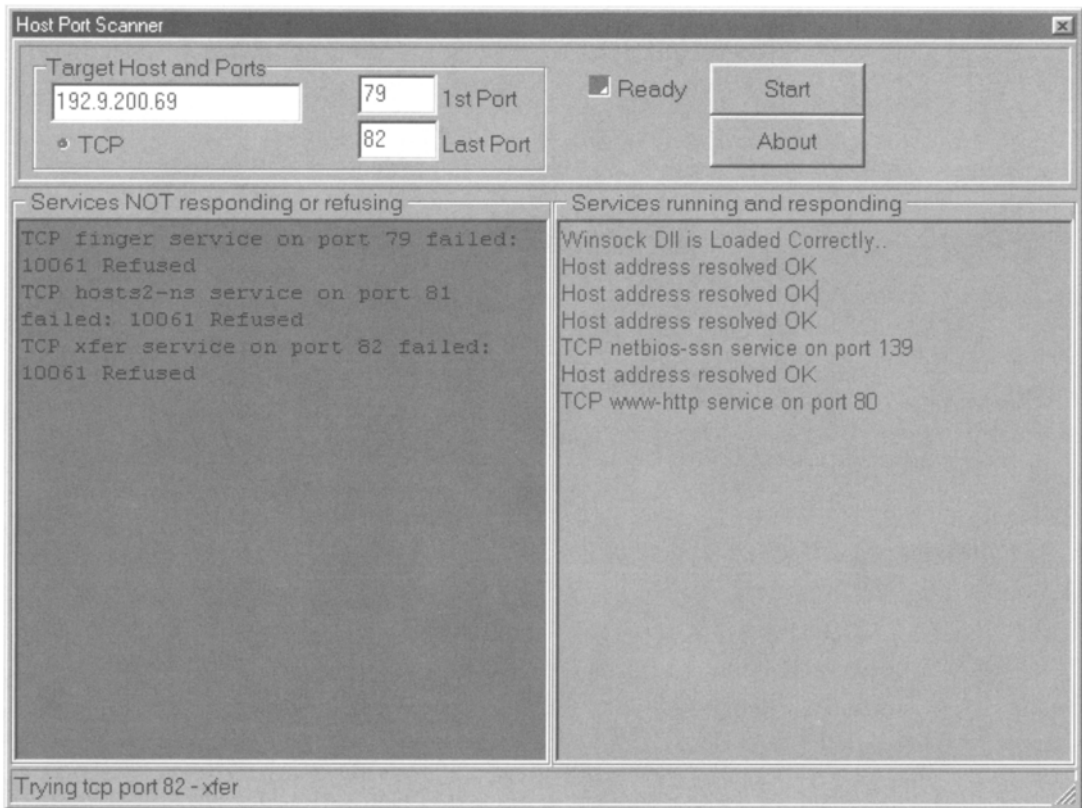 Host Port Scanner
Target Host and Ports
192.9.200.69
79
1st Port
TCP
82
Last Port
Ready
Start
About
Services NOT responding or refusing
TCP finger service on port 79 failed:
10061 Refused
TCP hosts2-ns service on port 81
failed: 10061 Refused
TCP xfer service on port 82 failed:
10061 Refused
Services running and responding
Winsock Dll is Loaded Correctly..
Host address resolved OK
Host address resolved OK
Host address resolved OK
TCP netbios-ssn service on port 139
Host address resolved OK
TCP www-http service on port 80
Trying tcp port 82 - xfer